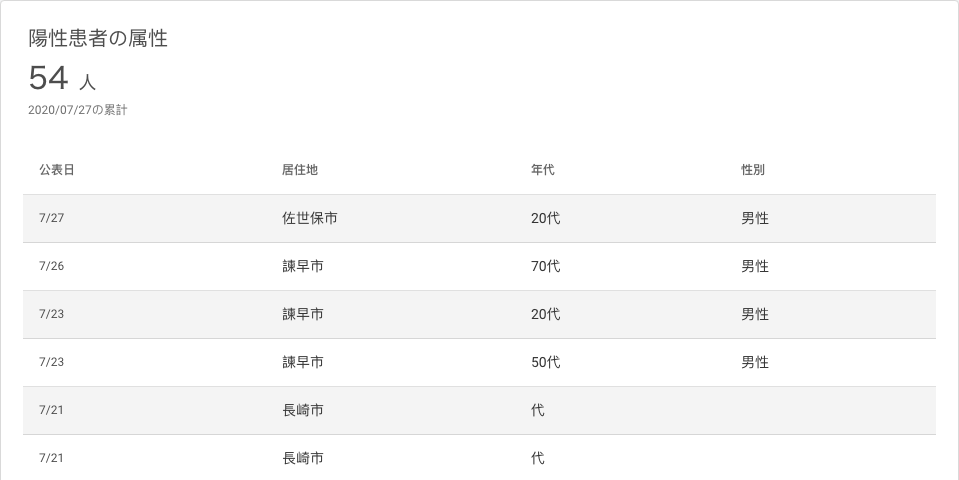 陽性患者の属性
54 人
2020/07/27の累計
公表日 居住地 年代 性別
7/27 佐世保市 20代 男性
7/26 諫早市 70代 男性
7/23 諫早市 20代 男性
7/23 諫早市 50代 男性
7/21 長崎市 代
7/21 長崎市 代